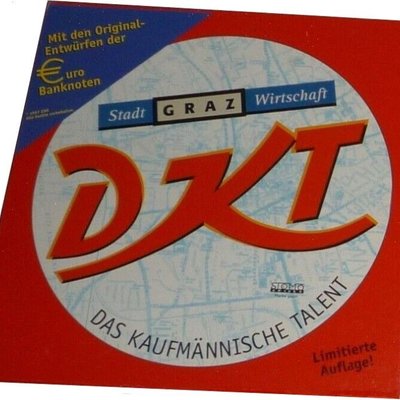 Mit den Original-
Entwürfen der
€uro
Banknoten
Stadt GRAZ Wirtschaft
DKT
DAS KAUFMÄNNISCHE TALENT
Limitierte
Auflage!